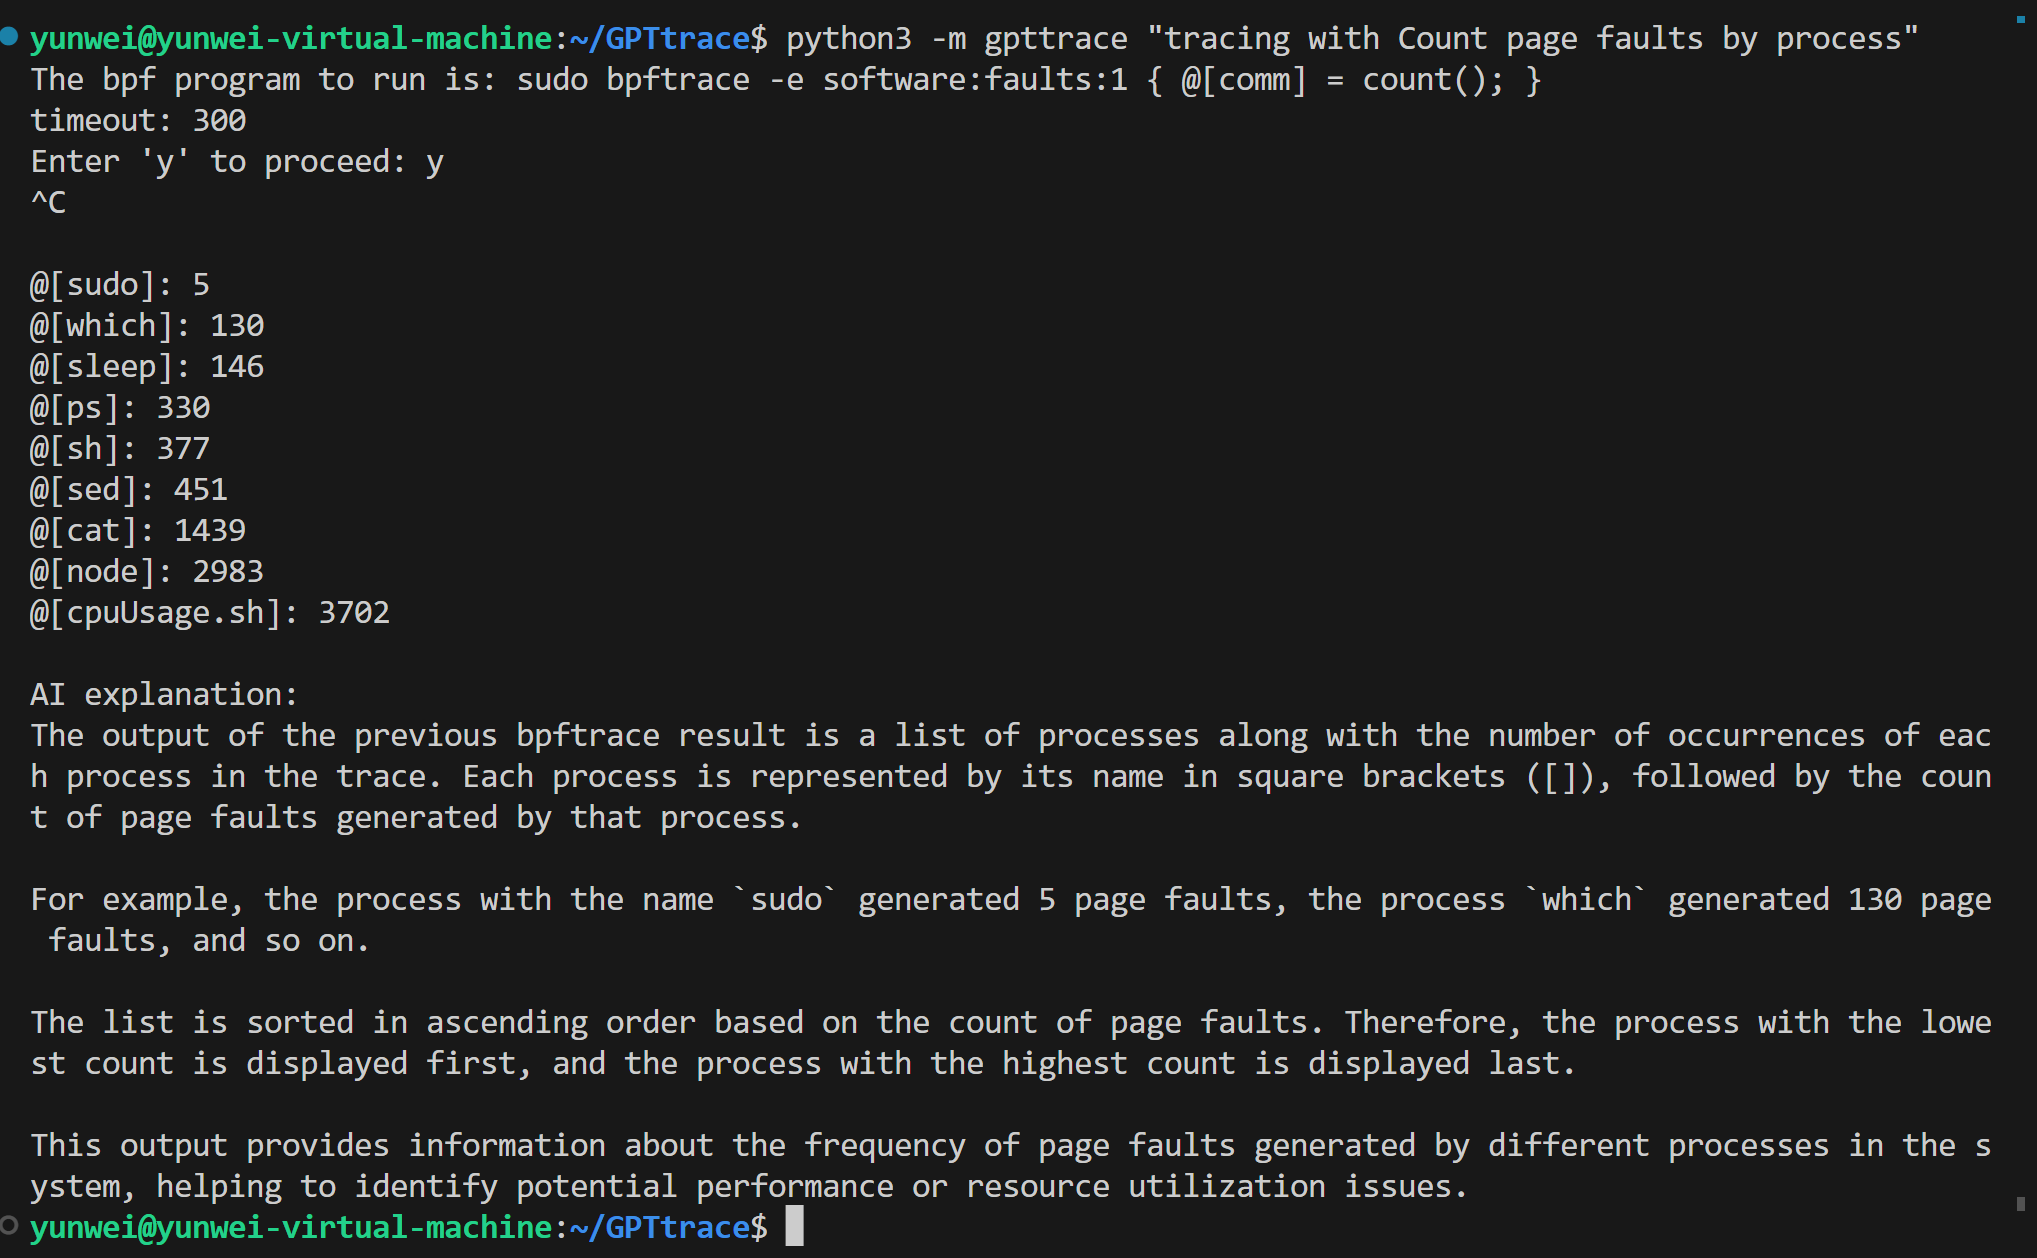 yunwei@yunwei-virtual-machine:~/GPTtrace$ python3 -m gpttrace "tracing with Count page faults by process"
The bpf program to run is: sudo bpftrace -e software:faults:1 { @[comm] = count(); }
timeout: 300
Enter 'y' to proceed: y
^C
@[sudo]: 5
@[which]: 130
@[sleep]: 146
@[ps]: 330
@[sh]: 377
@[sed]: 451
@[cat]: 1439
@[node]: 2983
@[cpuUsage.sh]: 3702
AI explanation:
The output of the previous bpftrace result is a list of processes along with the number of occurrences of eac
h process in the trace. Each process is represented by its name in square brackets ([]), followed by the coun
t of page faults generated by that process.
For example, the process with the name `sudo` generated 5 page faults, the process `which` generated 130 page
 faults, and so on.
The list is sorted in ascending order based on the count of page faults. Therefore, the process with the lowe
st count is displayed first, and the process with the highest count is displayed last.
This output provides information about the frequency of page faults generated by different processes in the s
ystem, helping to identify potential performance or resource utilization issues.
yunwei@yunwei-virtual-machine:~/GPTtrace$